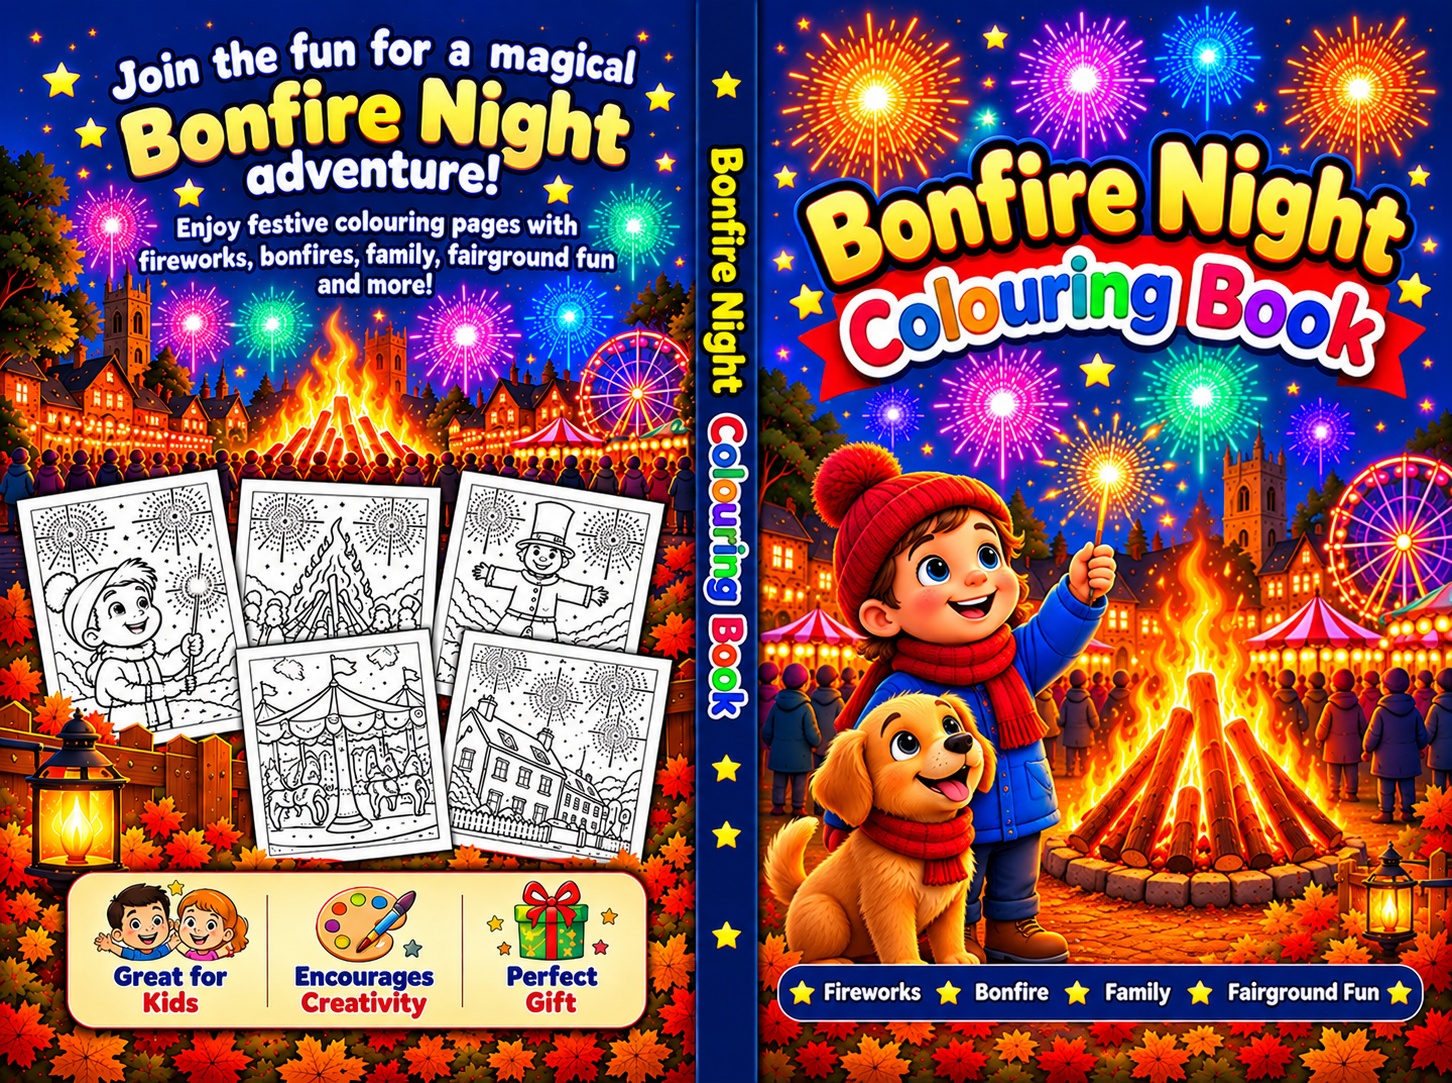 Join the fun for a magical
Bonfire Night
adventure!
Enjoy festive colouring pages with
fireworks, bonfires, family, fairground fun
and more!
Great for
Kids
Encourages
Creativity
Perfect
Gift
Bonfire Night Colouring Book
Bonfire Night
Colouring Book
Fireworks
Bonfire
Family
Fairground Fun